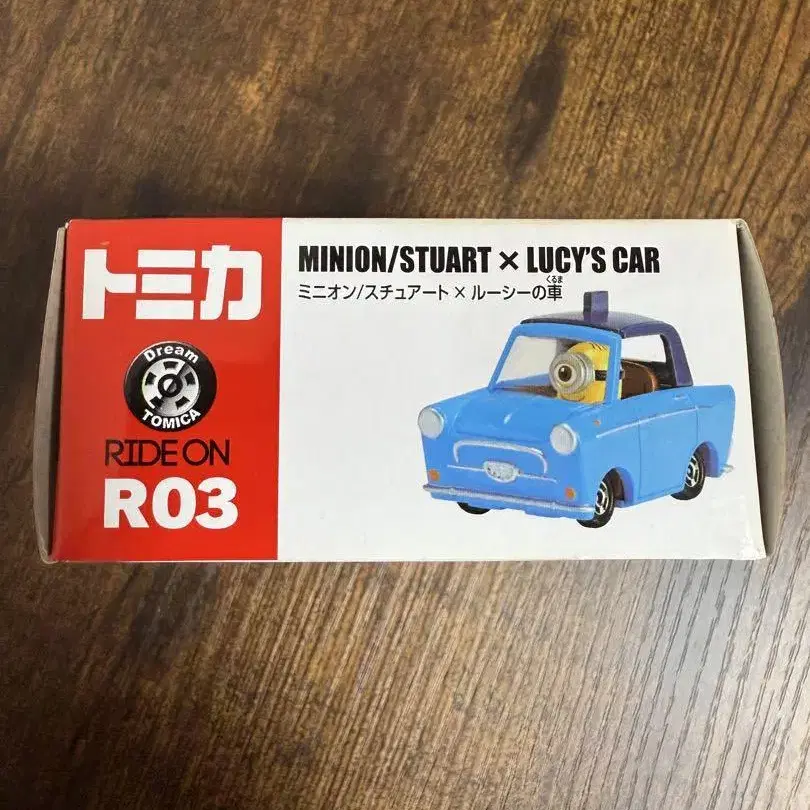 トミカ
Dream
TOMICA
RIDE ON
R03
MINION/STUART × LUCY'S CAR
くるま
ミニオン/スチュアート × ルーシーの車